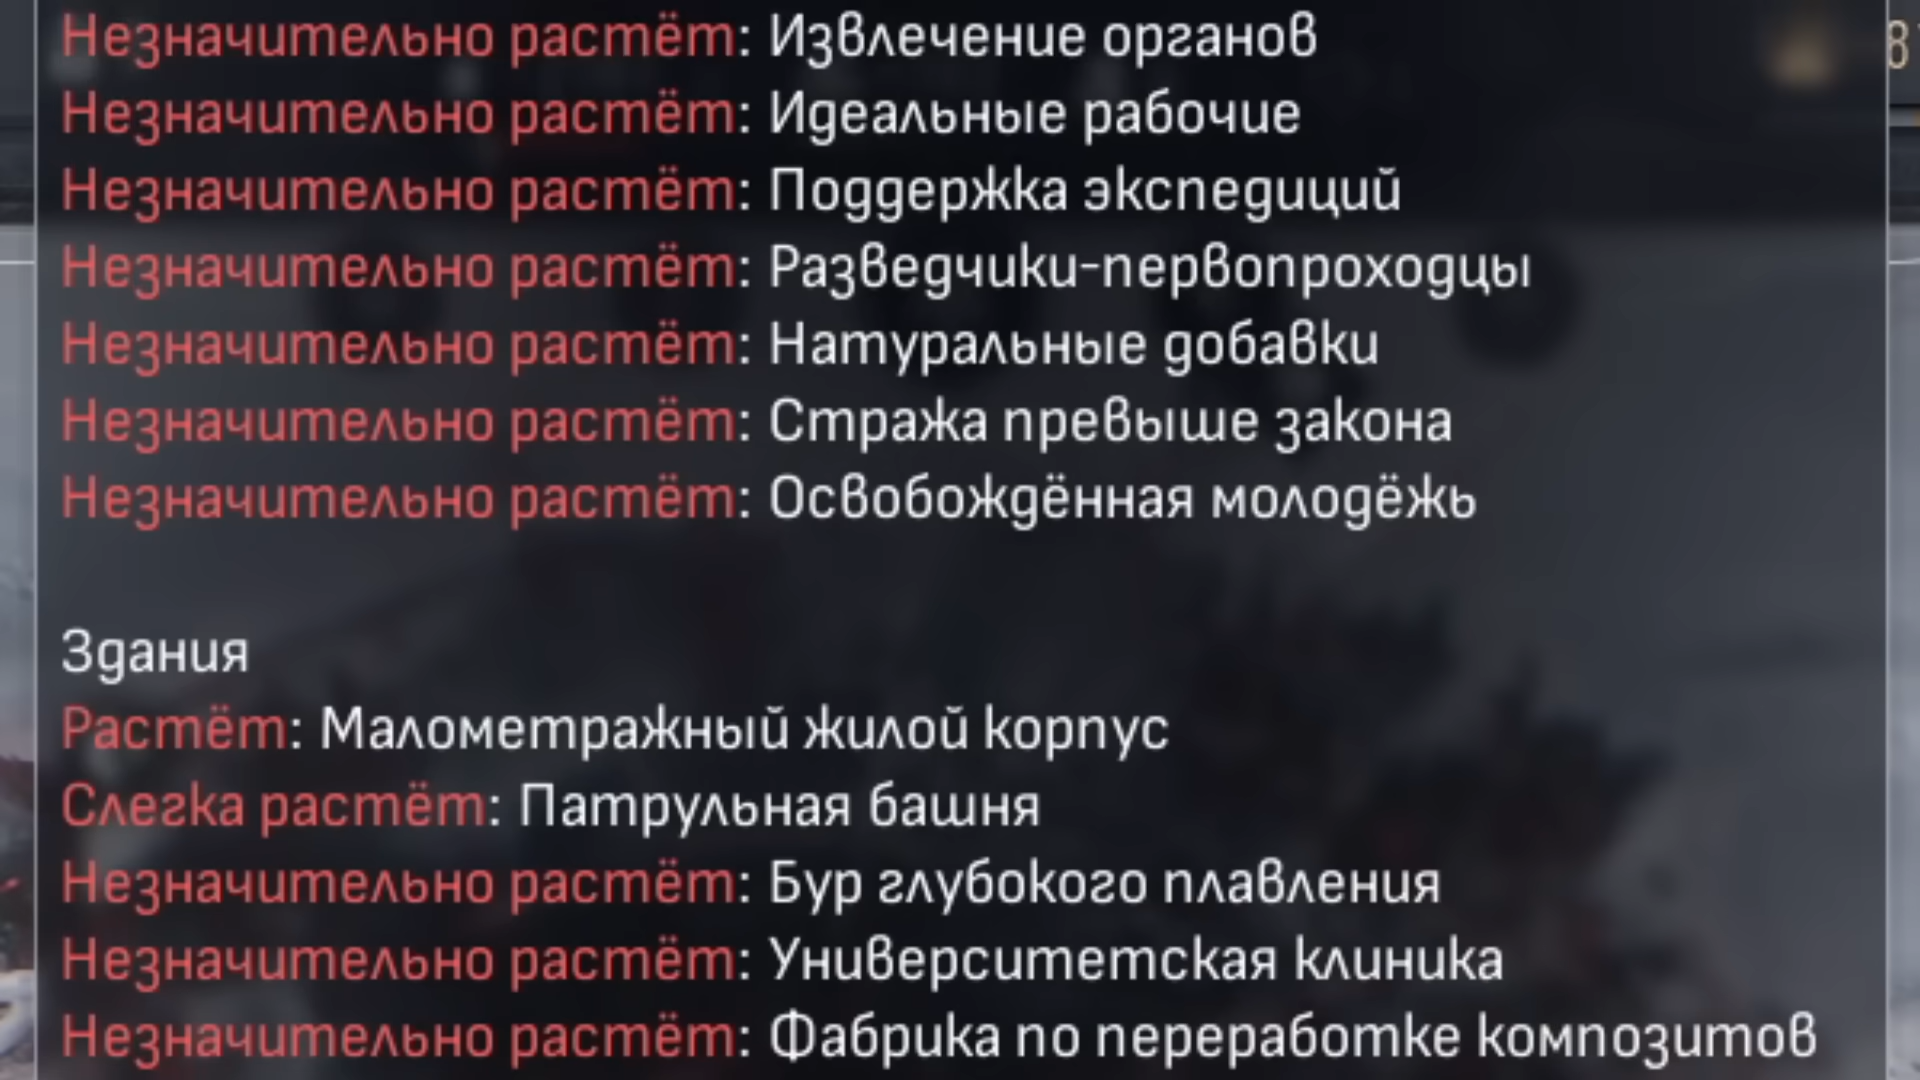 Незначительно растёт: Извлечение органов
Незначительно растёт: Идеальные рабочие
Незначительно растёт: Поддержка экспедиций
Незначительно растёт: Разведчики-первопроходцы
Незначительно растёт: Натуральные добавки
Незначительно растёт: Стража превыше закона
Незначительно растёт: Освобождённая молодёжь
Здания
Растёт: Малометражный жилой корпус
Слегка растёт: Патрульная башня
Незначительно растёт: Бур глубокого плавления
Незначительно растёт: Университетская клиника
Незначительно растёт: Фабрика по переработке композитов